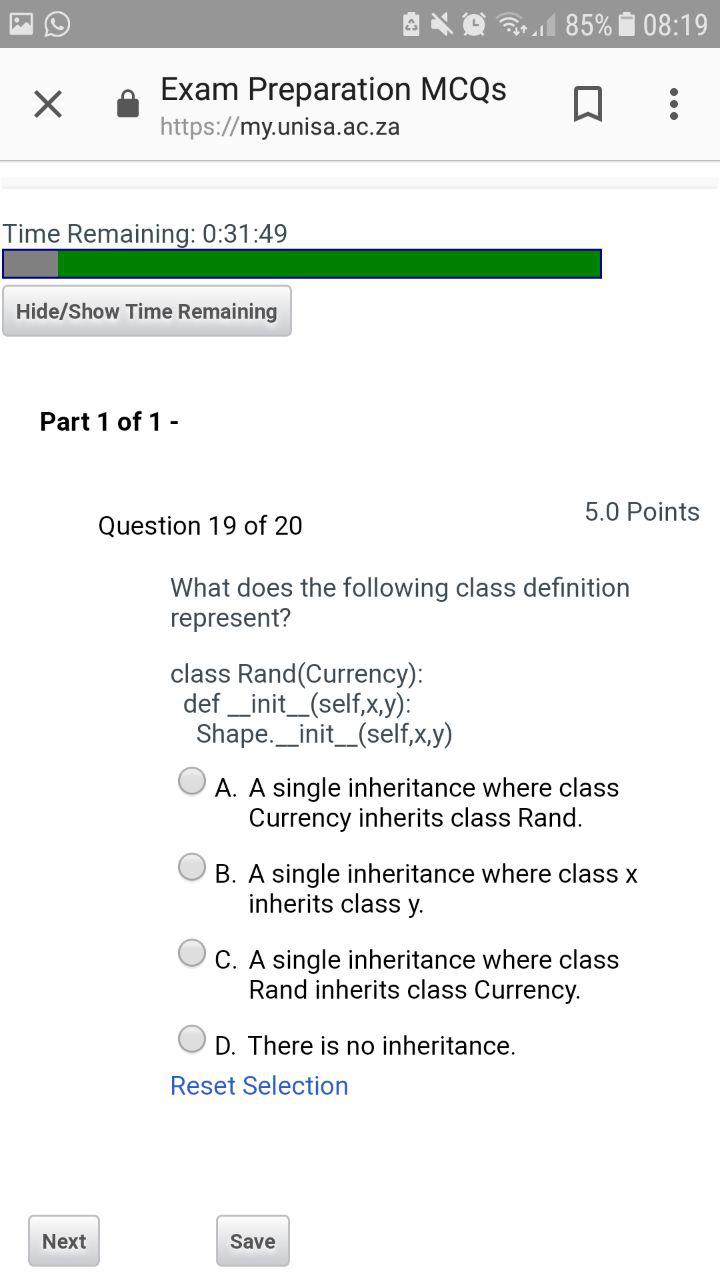 85% 08:19
Exam Preparation MCQs
https://my.unisa.ac.za
Time Remaining: 0:31:49
Hide/Show Time Remaining
Part 1 of 1 -
5.0 Points
Question 19 of 20
What does the following class definition
represent?
class Rand(Currency):
def __init__(self,x,y):
Shape.__init__(self,x,y)
A. A single inheritance where class
Currency inherits class Rand.
B. A single inheritance where class x
inherits class y.
C. A single inheritance where class
Rand inherits class Currency.
D. There is no inheritance.
Reset Selection
Next Save